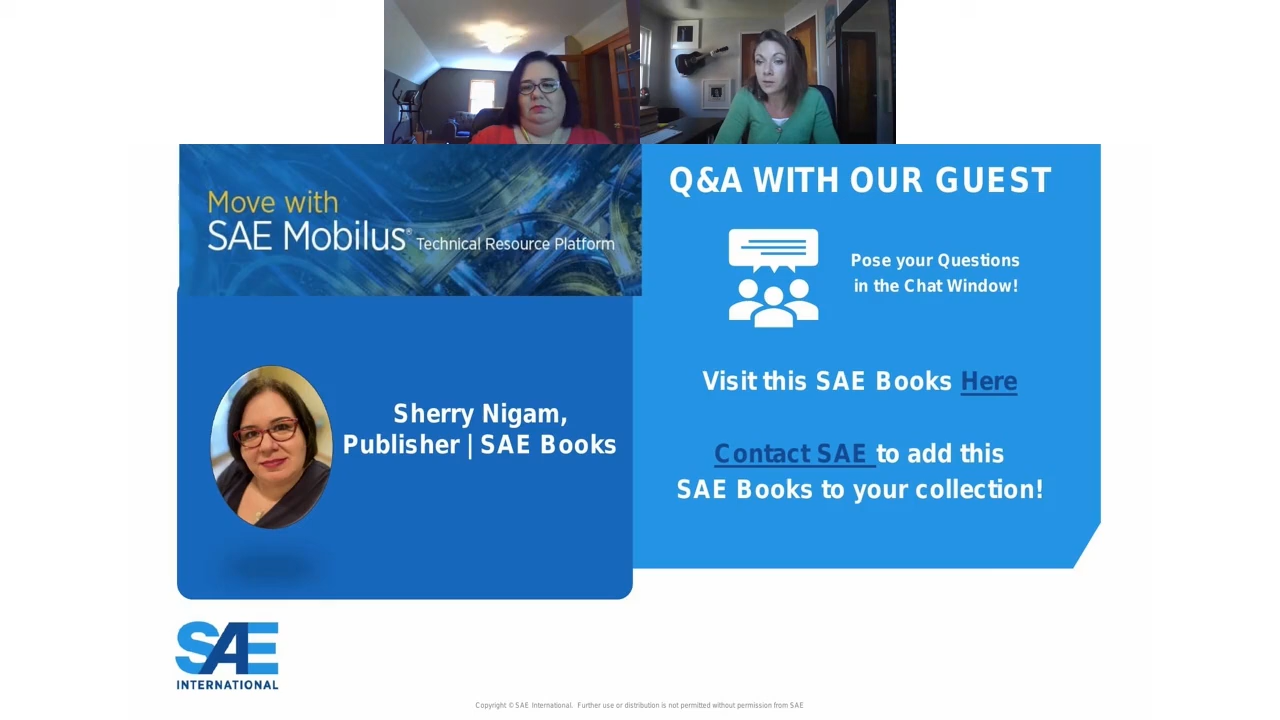 Move with
SAE Mobilus® Technical Resource Platform
Sherry Nigam,
Publisher | SAE Books
Q&A WITH OUR GUEST
Pose your Questions
in the Chat Window!
Visit this SAE Books Here
Contact SAE to add this
SAE Books to your collection!
SAE
INTERNATIONAL
Copyright © SAE International. Further use or distribution is not permitted without permission from SAE